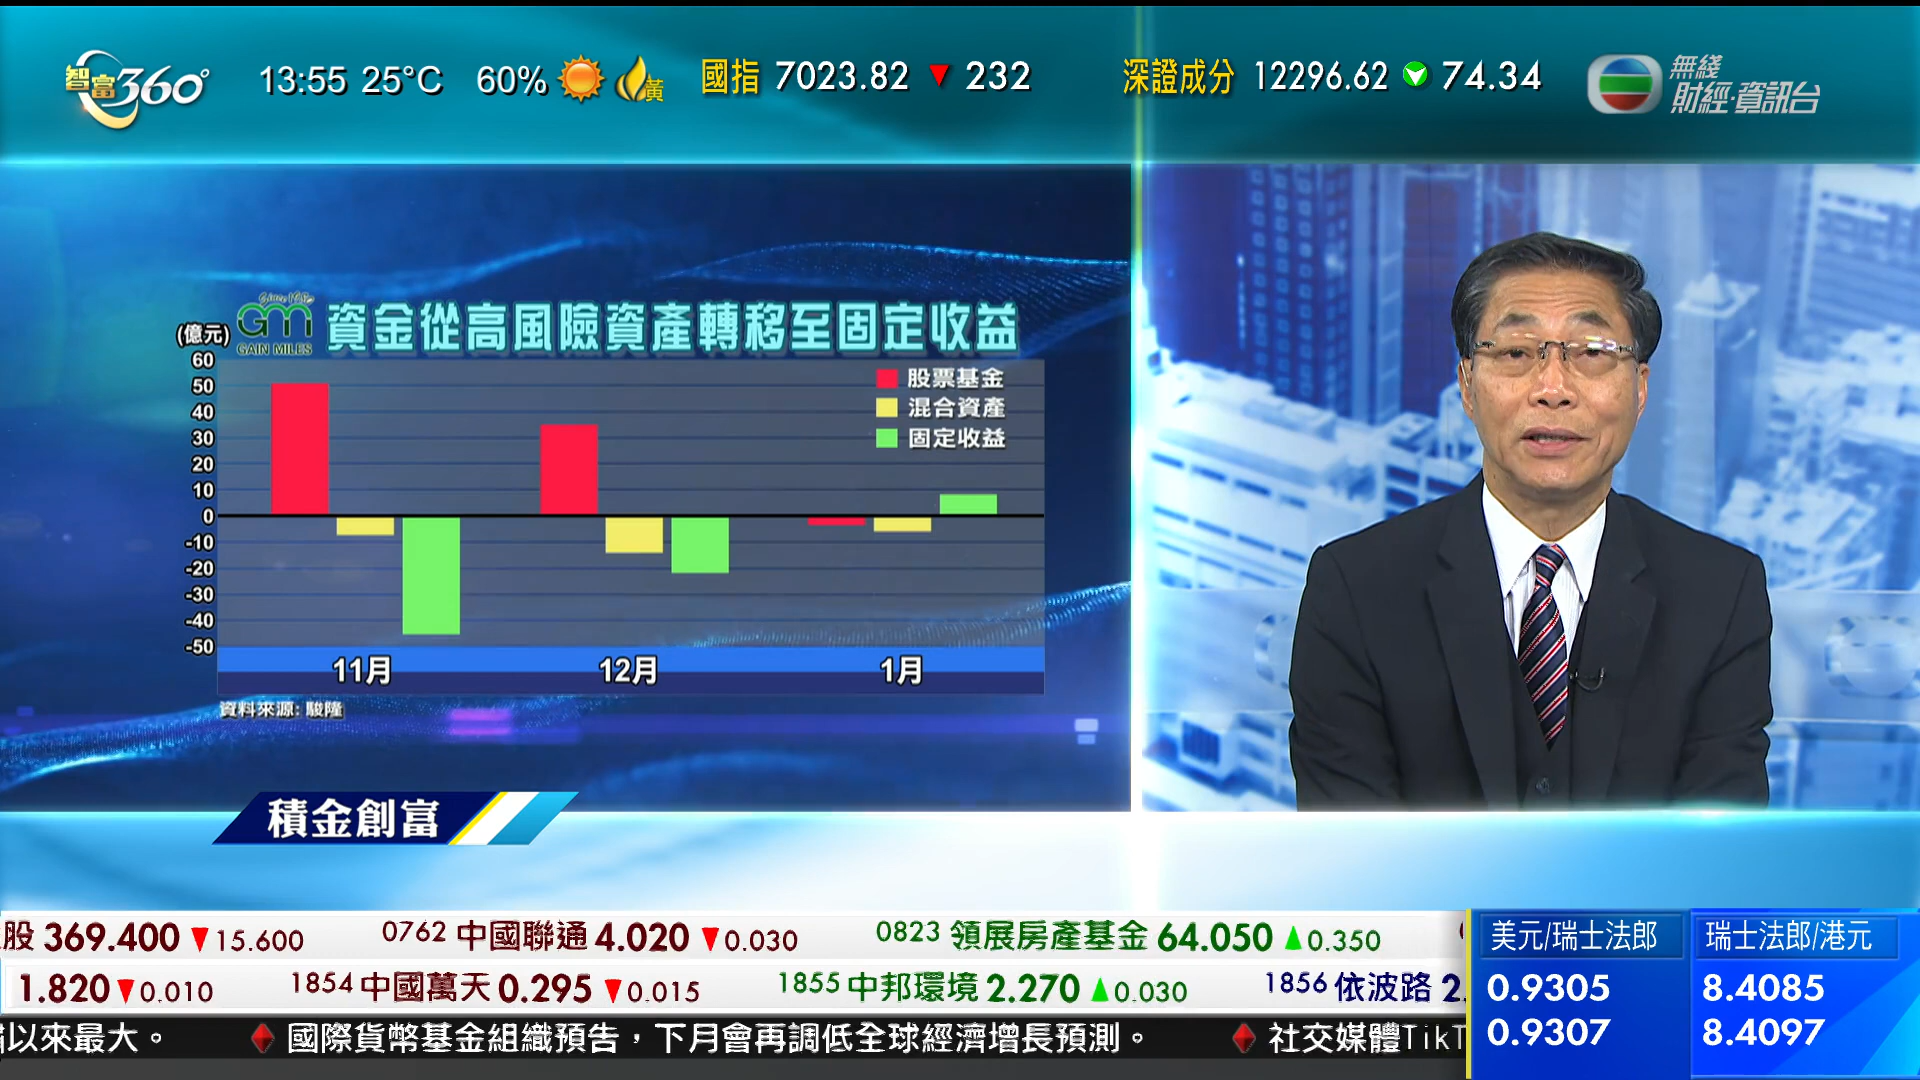 智富360°
13:55 25°C 60% 黃 國指 7023.82 ▼ 232 深證成分 12296.62 74.34
無綫
財經·資訊台
Since 1980
GM
GAIN MILES
資金從高風險資產轉移至固定收益
(億元)
60
50
40
30
20
10
0
-10
-20
-30
-40
-50
股票基金
混合資產
固定收益
11月 12月 1月
資料來源: 駿隆
積金創富
股 369.400 ▼15.600 0762 中國聯通 4.020 ▼0.030 0823 領展房產基金 64.050 ▲0.350
1.820 ▼0.010 1854 中國萬天 0.295 ▼0.015 1855 中邦環境 2.270 ▲0.030 1856 依波路 2.
以來最大。 ◆ 國際貨幣基金組織預告，下月會再調低全球經濟增長預測。 ◆ 社交媒體TikT
美元/瑞士法郎
0.9305
0.9307
瑞士法郎/港元
8.4085
8.4097